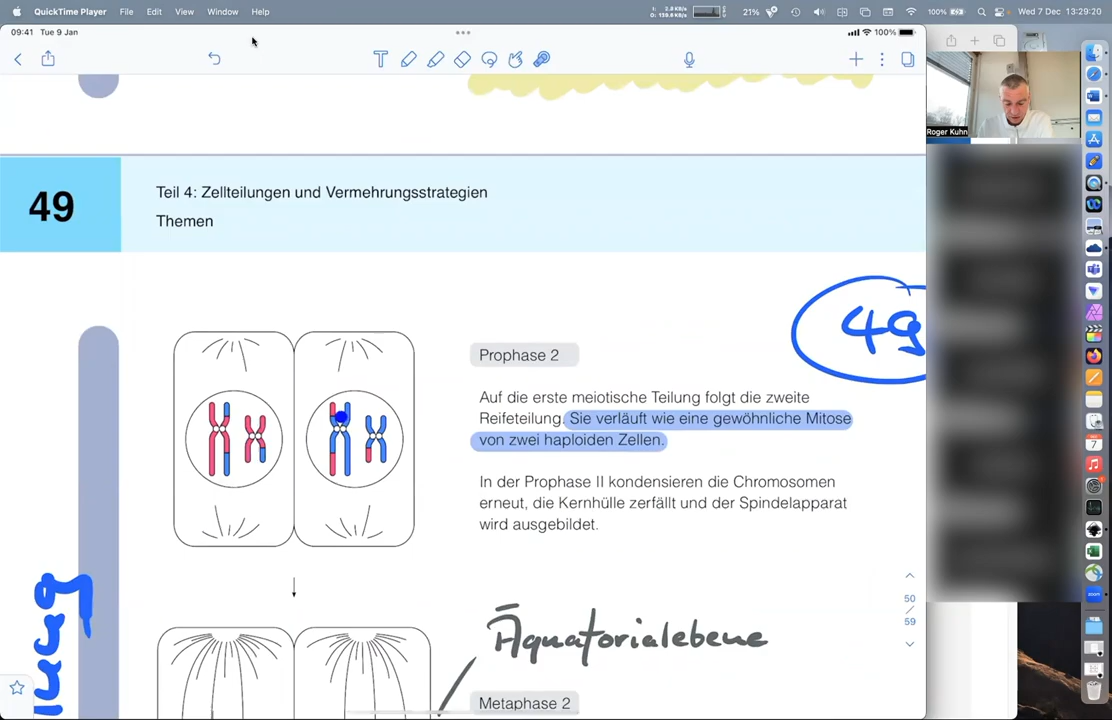 QuickTime Player File Edit View Window Help
21% 100% Wed 7 Dec 13:29:20
09:41 Tue 9 Jan
100%
T
Roger Kuhn
49
Teil 4: Zellteilungen und Vermehrungsstrategien
Themen
49
Prophase 2
Auf die erste meiotische Teilung folgt die zweite
Reifeteilung. Sie verläuft wie eine gewöhnliche Mitose
von zwei haploiden Zellen.
In der Prophase II kondensieren die Chromosomen
erneut, die Kernhülle zerfällt und der Spindelapparat
wird ausgebildet.
50
/
59
Äquatorialebene
Metaphase 2